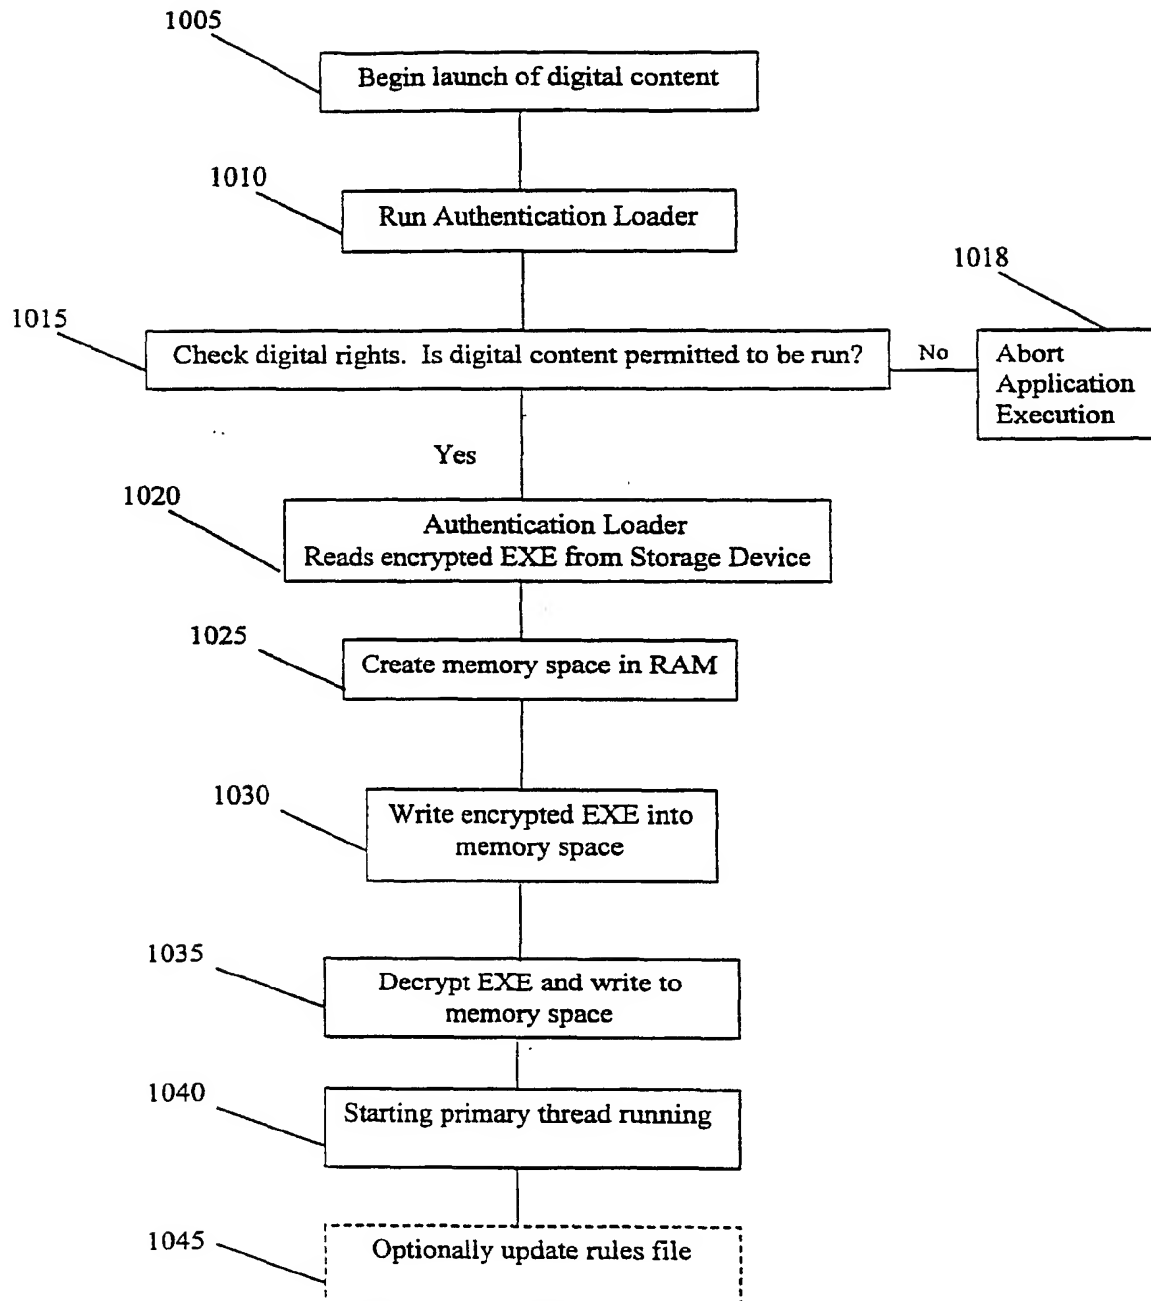 1005
Begin launch of digital content
1010
Run Authentication Loader
1018
1015
Check digital rights. Is digital content permitted to be run?
No
Abort
Application
Execution
Yes
1020
Authentication Loader
Reads encrypted EXE from Storage Device
1025
Create memory space in RAM
1030
Write encrypted EXE into
memory space
1035
Decrypt EXE and write to
memory space
1040
Starting primary thread running
1045
Optionally update rules file